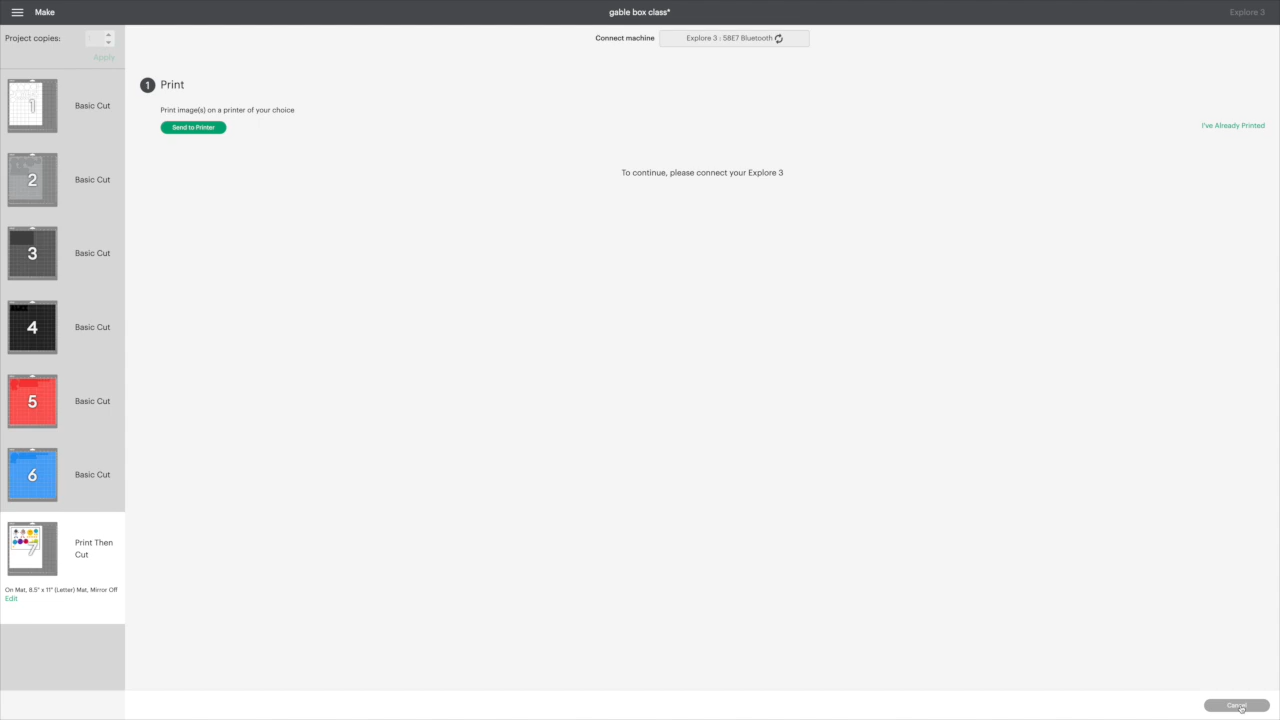 Make
gable box class*
Explore 3
Project copies:
Apply
Connect machine
Explore 3 : 58E7 Bluetooth
1 Print
Print image(s) on a printer of your choice
Send to Printer
I've Already Printed
To continue, please connect your Explore 3
1
Basic Cut
2
Basic Cut
3
Basic Cut
4
Basic Cut
5
Basic Cut
6
Basic Cut
7
Print Then
Cut
On Mat, 8.5" x 11" (Letter) Mat, Mirror Off
Edit
Cancel